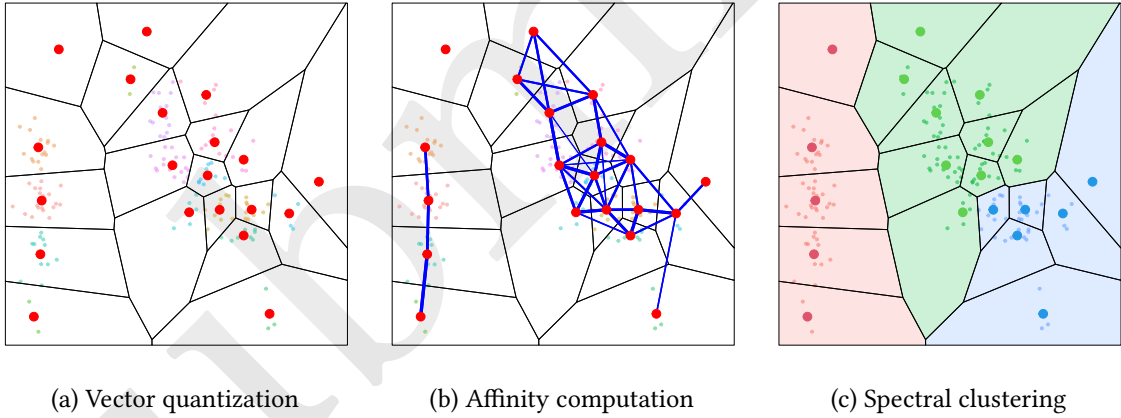 (a) Vector quantization
(b) Affinity computation
(c) Spectral clustering